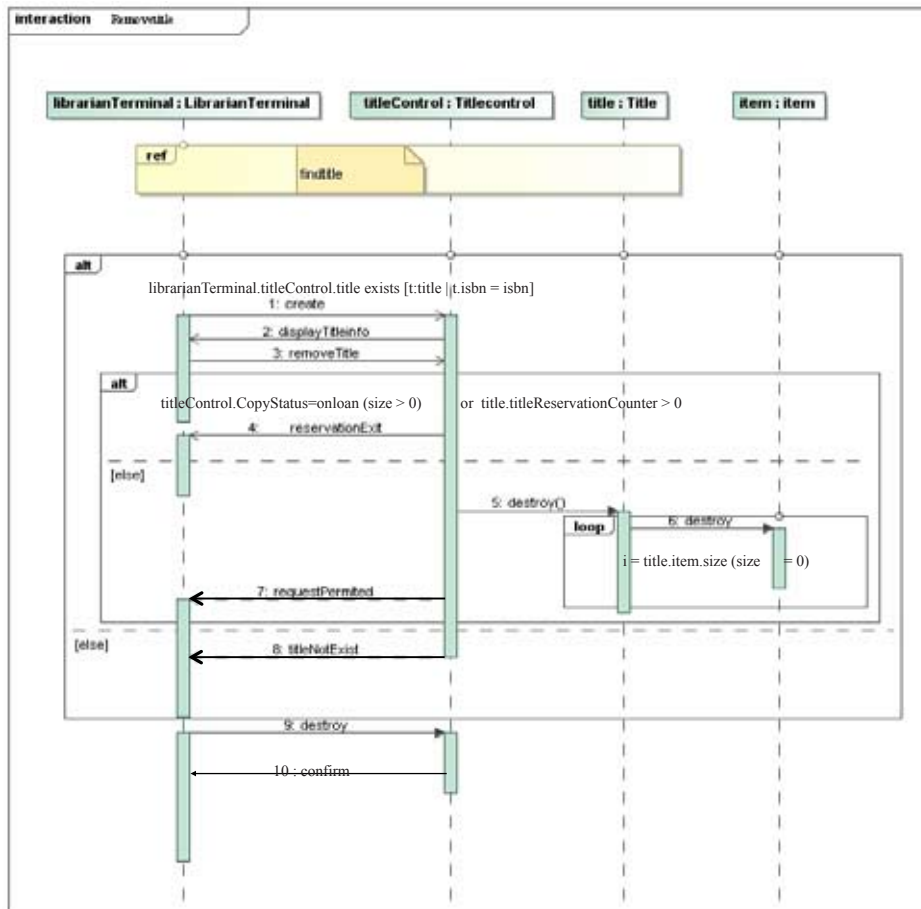 interaction Removetitle
librarianTerminal : LibrarianTerminal
titleControl : Titlecontrol
title : Title
item : item
ref
findtitle
alt
librarianTerminal.titleControl.title exists [t:title | t.isbn = isbn]
1: create
2: displayTitleinfo
3: removeTitle
alt
titleControl.CopyStatus=onloan (size > 0) or title.titleReservationCounter > 0
4: reservationExit
[else]
5: destroy()
loop
6: destroy
i = title.item.size (size = 0)
7: requestPermited
[else]
8: titleNotExist
9: destroy
10 : confirm